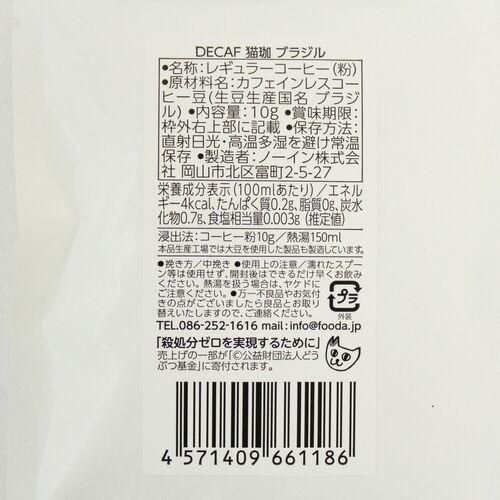 DECAF 猫珈 ブラジル
●名称:レギュラーコーヒー(粉)
●原材料名:カフェインレスコー
ヒー豆(生豆生産国名 ブラジ
ル) ●内容量:10g ●賞味期限:
枠外右上部に記載 ●保存方法:
直射日光・高温多湿を避け常温
保存 ●製造者:ノーイン株式会
社 岡山市北区富町2-5-27
栄養成分表示(100mlあたり)/エネル
ギー4kcal、たんぱく質0.2g、脂質0g、炭水
化物0.7g、食塩相当量0.003g (推定値)
浸出法:コーヒー粉10g/熱湯150ml
本品生産工場では大豆を使用した製品も製造しています。
●挽き方/中挽き ●使用上の注意/濡れたスプー
ン等は使用せず、開封後はできるだけ早くお飲み
ください。熱湯を扱う場合は、ヤケドに
ご注意ください。●万一不良品やお気付
きの点がございましたら良品とお取り
替えいたしますので、ご連絡ください。
プラ
外装
TEL.086-252-1616 mail:info@fooda.jp
「殺処分ゼロを実現するために」
売上げの一部が「©公益財団法人どう
ぶつ基金」に寄付されます。
4 571409 661186